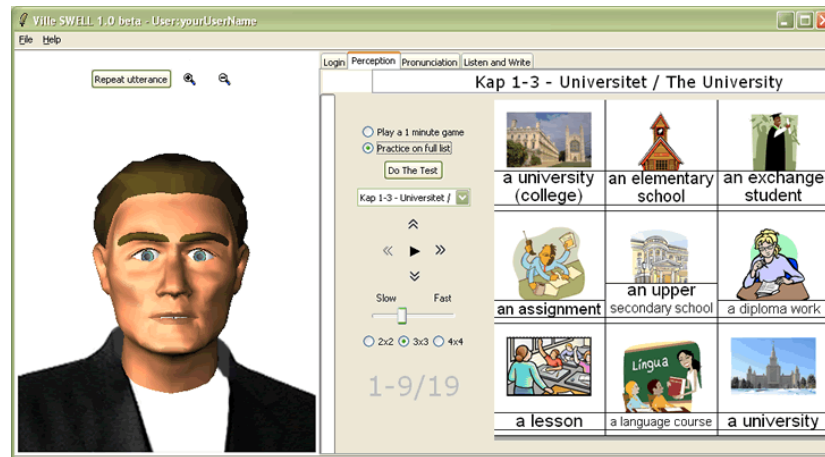 Ville SWELL 1.0 beta - User:yourUserName
File Help
Repeat utterance
Login Perception Pronunciation Listen and Write
Kap 1-3 - Universitet / The University
Play a 1 minute game
Practice on full list
Do The Test
Kap 1-3 - Universitet /
Slow Fast
2x2 3x3 4x4
1-9/19
a university
(college)
an elementary
school
an exchange
student
an assignment
an upper
secondary school
a diploma work
Língua
a lesson
a language course
a university